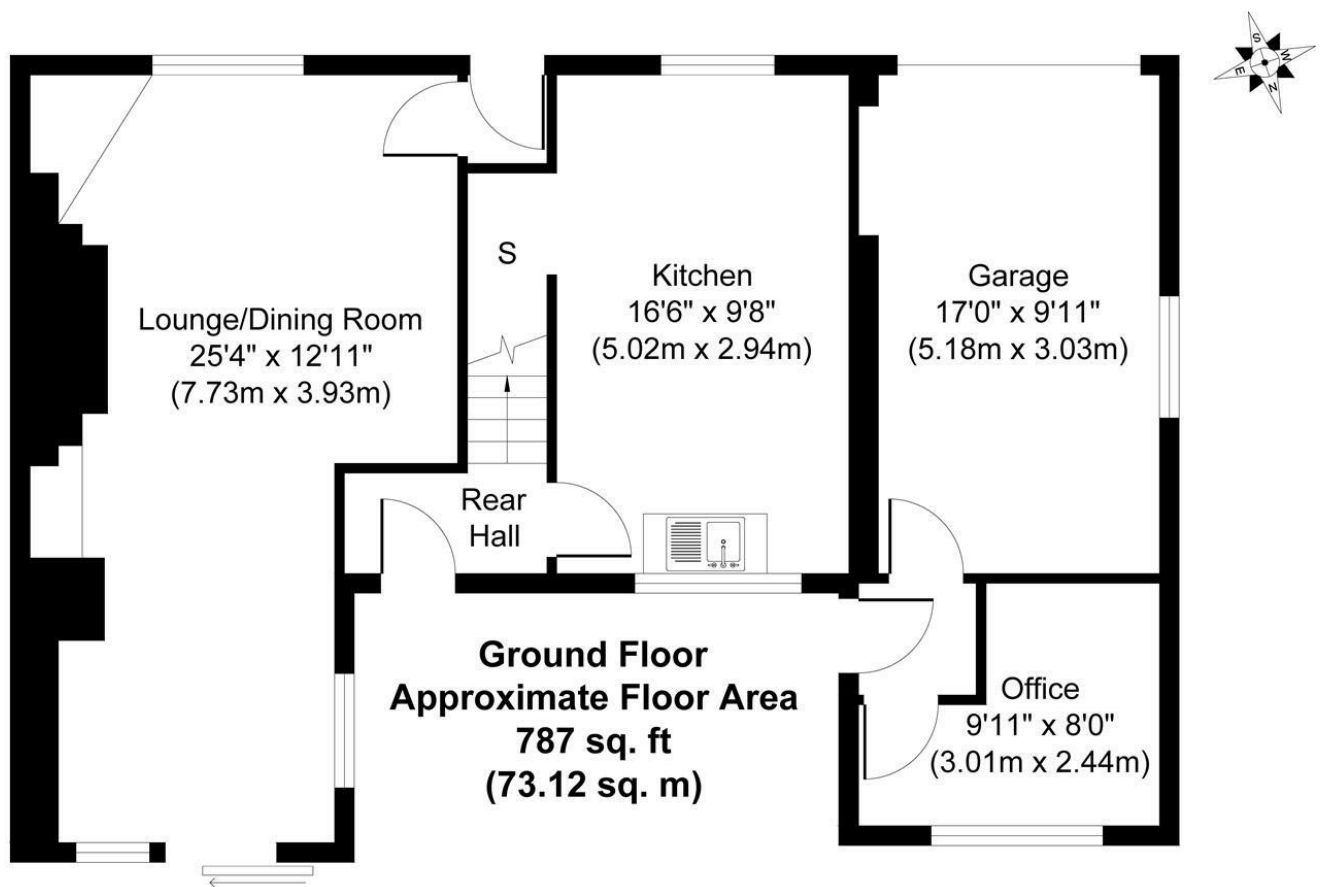 S
W
E
N
Lounge/Dining Room
25'4" x 12'11"
(7.73m x 3.93m)
S
Kitchen
16'6" x 9'8"
(5.02m x 2.94m)
Garage
17'0" x 9'11"
(5.18m x 3.03m)
Rear
Hall
Ground Floor
Approximate Floor Area
787 sq. ft
(73.12 sq. m)
Office
9'11" x 8'0"
(3.01m x 2.44m)